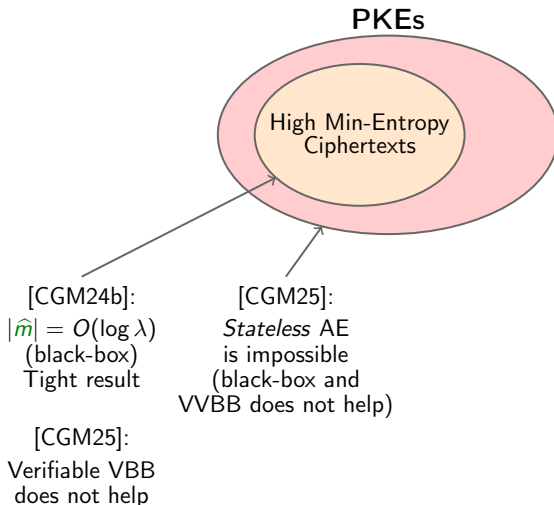 PKEs
High Min-Entropy
Ciphertexts
[CGM24b]:
|m̂| = O(log λ)
(black-box)
Tight result
[CGM25]:
Verifiable VBB
does not help
[CGM25]:
Stateless AE
is impossible
(black-box and
VVBB does not help)